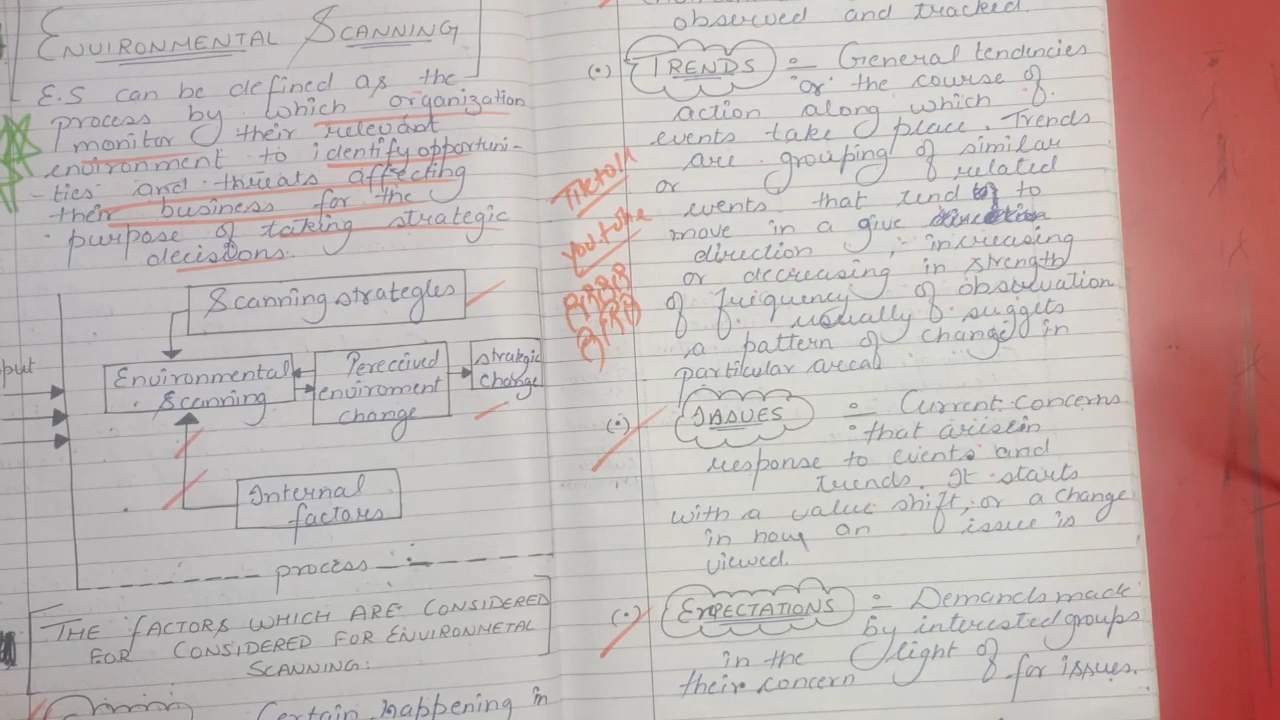 ENVIRONMENTAL SCANNING
E.S can be defined as the
process by which organization
monitor their relevant
environment to identify opportuni-
-ties and threats affecting
their business for the
purpose of taking strategic
decisions.
Scanning strategies
put
Environmental
Scanning
Pereccived
enviroment
change
strategic
change
Internal
factors
process
THE FACTORS WHICH ARE CONSIDERED
FOR CONSIDERED FOR ENVIRONMETAL
SCANNING:
Certain happening in
observed and tracked.
(•) TRENDS := General tendencies
or the course of
action along which
events take place. Trends
are grouping of similar
or related
events that tend to
move in a give
direction, increasing
or decreasing in strength
of frequency of observation
usually suggests
a pattern of change in
particular areal
Tiktok
youtube
(•) ISSUES := Current concerns
that arisein
response to events and
trends. It starts
with a value shift, or a change
in how an issue is
viewed.
(•) EXPECTATIONS := Demands made
by interested groups
in the light of
their concern for issues.